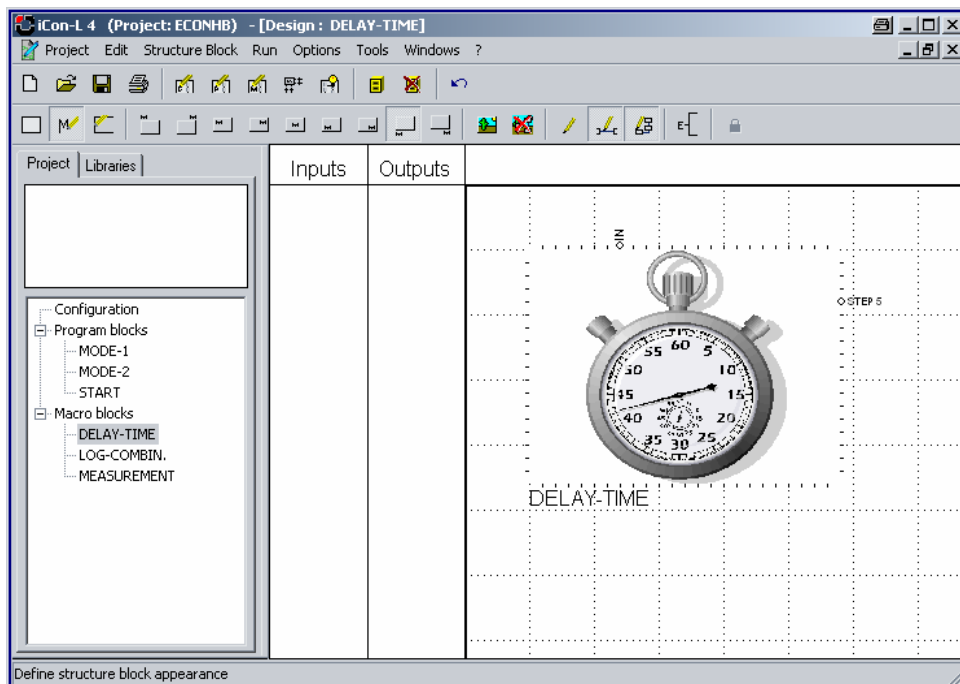 iCon-L 4 (Project: ECONHB) - [Design : DELAY-TIME]
Project Edit Structure Block Run Options Tools Windows ?
Project Libraries
Inputs Outputs
Configuration
Program blocks
MODE-1
MODE-2
START
Macro blocks
DELAY-TIME
LOG-COMBIN.
MEASUREMENT
IN
STEP 5
60
55 5
50 10
45 15
40 20
35 30 25
DELAY-TIME
Define structure block appearance